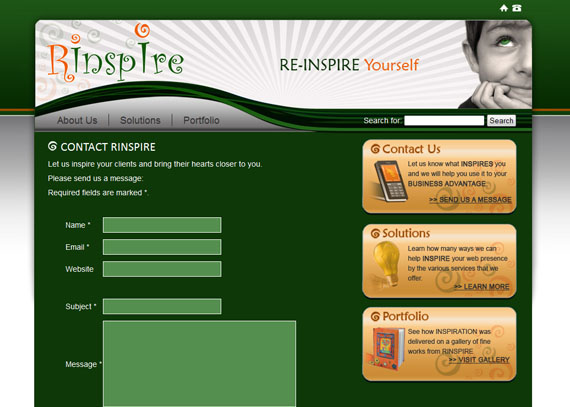 Rinspire
RE-INSPIRE Yourself
About Us
Solutions
Portfolio
Search for:
Search
CONTACT RINSPIRE
Let us inspire your clients and bring their hearts closer to you.
Please send us a message:
Required fields are marked *.
Name *
Email *
Website
Subject *
Message *
Contact Us
Let us know what INSPIRES you
and we will help you use it to your
BUSINESS ADVANTAGE.
>> SEND US A MESSAGE
Solutions
Learn how many ways we can
help INSPIRE your web presence
by the various services that we
offer.
>> LEARN MORE
Portfolio
See how INSPIRATION was
delivered on a gallery of fine
works from RINSPIRE
>> VISIT GALLERY